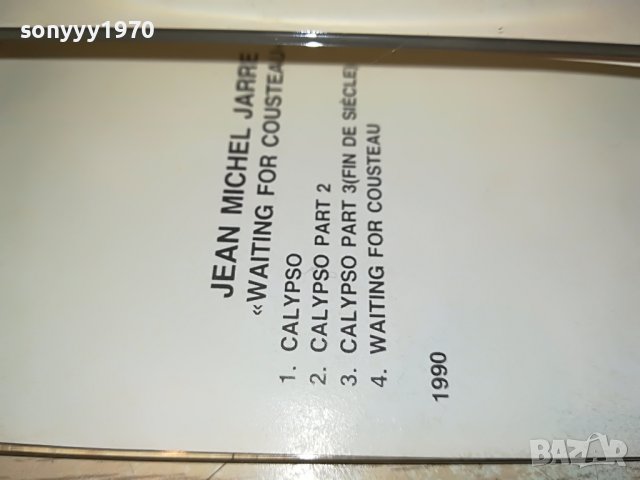 sonyyy1970
JEAN MICHEL JARRE
«WAITING FOR COUSTEAU
1. CALYPSO
2. CALYPSO PART 2
3. CALYPSO PART 3(FIN DE SIÈCLE)
4. WAITING FOR COUSTEAU
1990
BAZAR